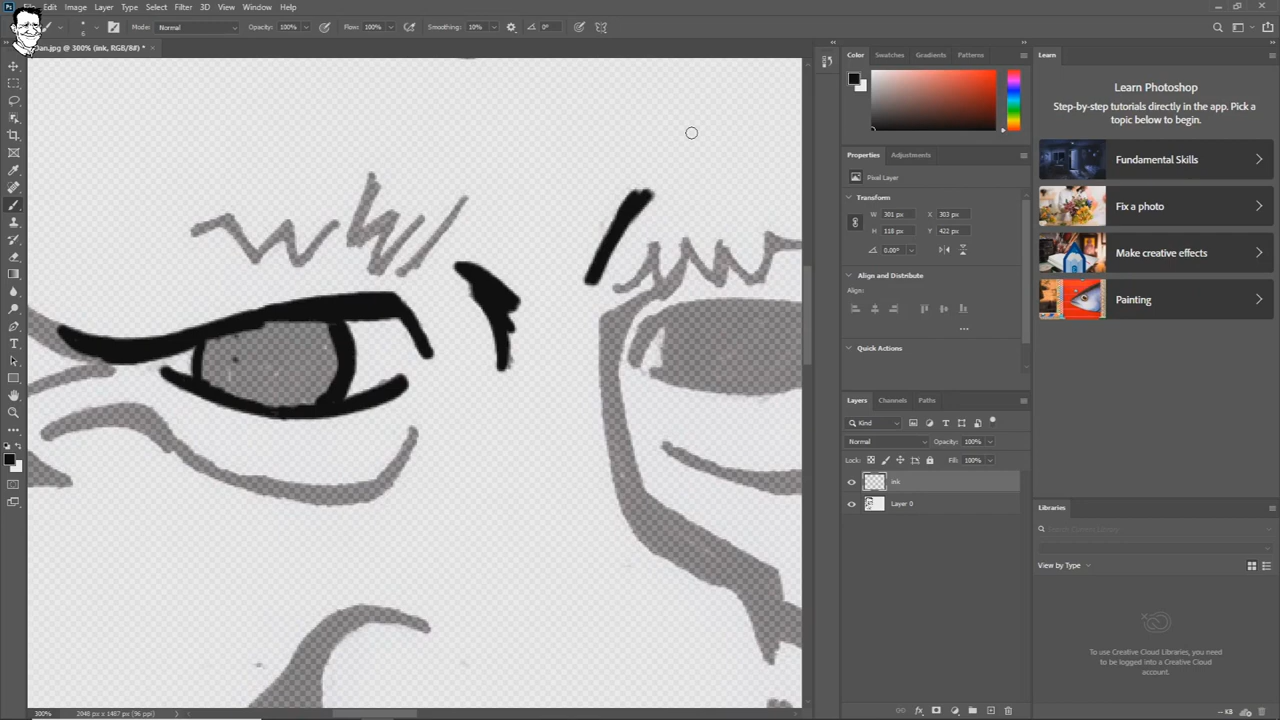 File Edit Image Layer Type Select Filter 3D View Window Help
6 Mode: Normal Opacity: 100% Flow: 100% Smoothing: 10% 0°
Dan.jpg @ 300% (ink, RGB/8#) *
Color Swatches Gradients Patterns
Learn
Learn Photoshop
Step-by-step tutorials directly in the app. Pick a
topic below to begin.
Fundamental Skills
Fix a photo
Make creative effects
Painting
Properties Adjustments
Pixel Layer
Transform
W 301 px X 303 px
H 118 px Y 422 px
0.00°
Align and Distribute
Align:
Quick Actions
Layers Channels Paths
Kind
Normal Opacity: 100%
Lock: Fill: 100%
ink
Layer 0
Libraries
View by Type
To use Creative Cloud Libraries, you
need to be logged into a Creative Cloud
account.
-- KB
300% 2048 px x 1487 px (96 ppi)